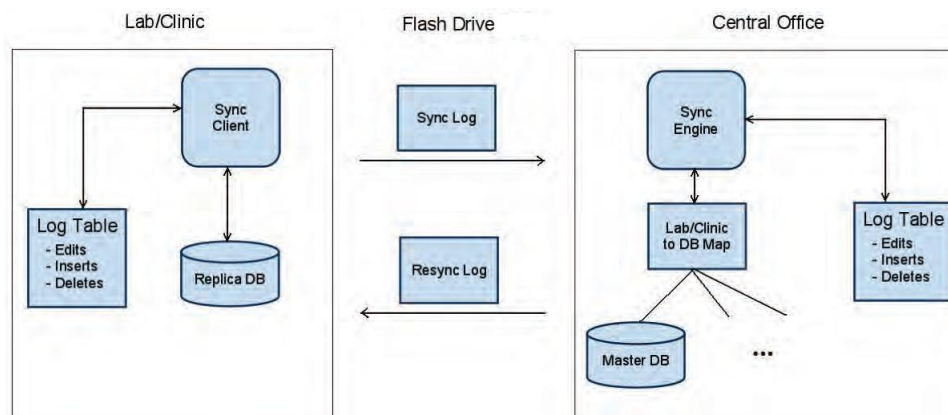 Lab/Clinic
Flash Drive
Central Office
Sync
Client
Sync Log
Sync
Engine
Log Table
- Edits
- Inserts
- Deletes
Replica DB
Resync Log
Lab/Clinic
to DB Map
Log Table
- Edits
- Inserts
- Deletes
Master DB
...